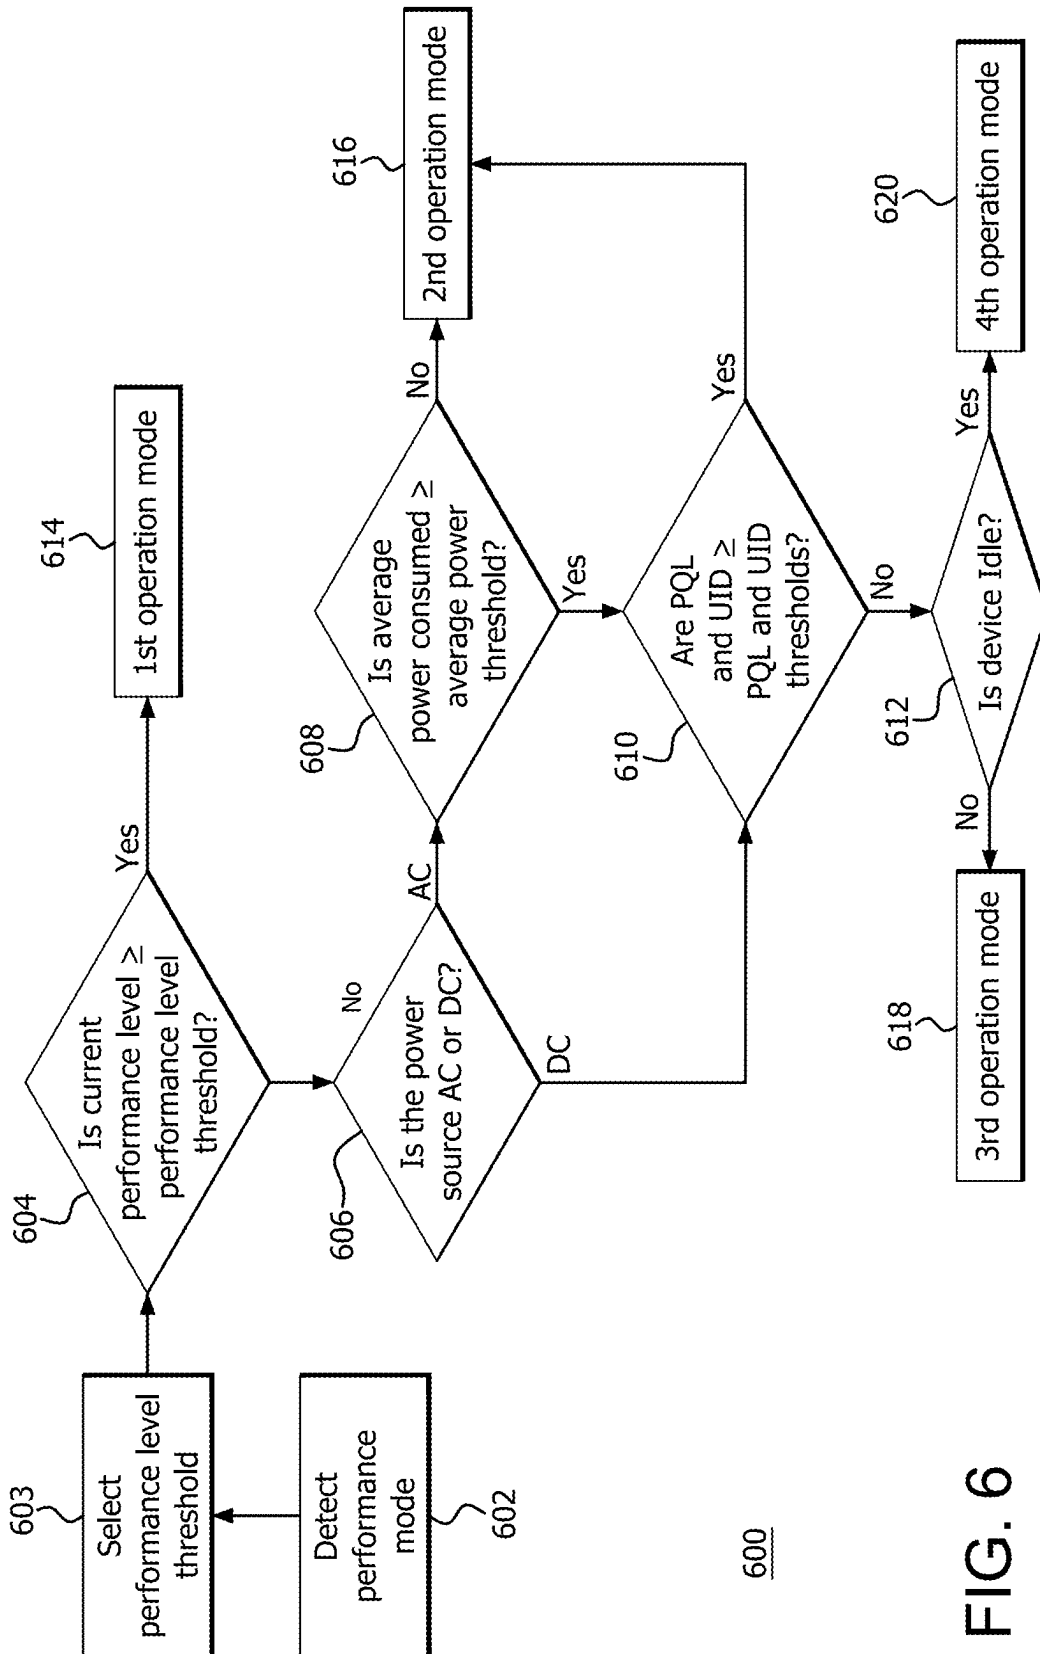 603
Select
performance level
threshold
Detect
performance
mode
602
604
Is current
performance level ≥
performance level
threshold?
Yes
614
1st operation mode
No
606
Is the power
source AC or DC?
AC
DC
608
Is average
power consumed ≥
average power
threshold?
No
Yes
616
2nd operation mode
610
Are PQL
and UID ≥
PQL and UID
thresholds?
Yes
No
612
Is device Idle?
No
Yes
618
3rd operation mode
620
4th operation mode
600
FIG. 6